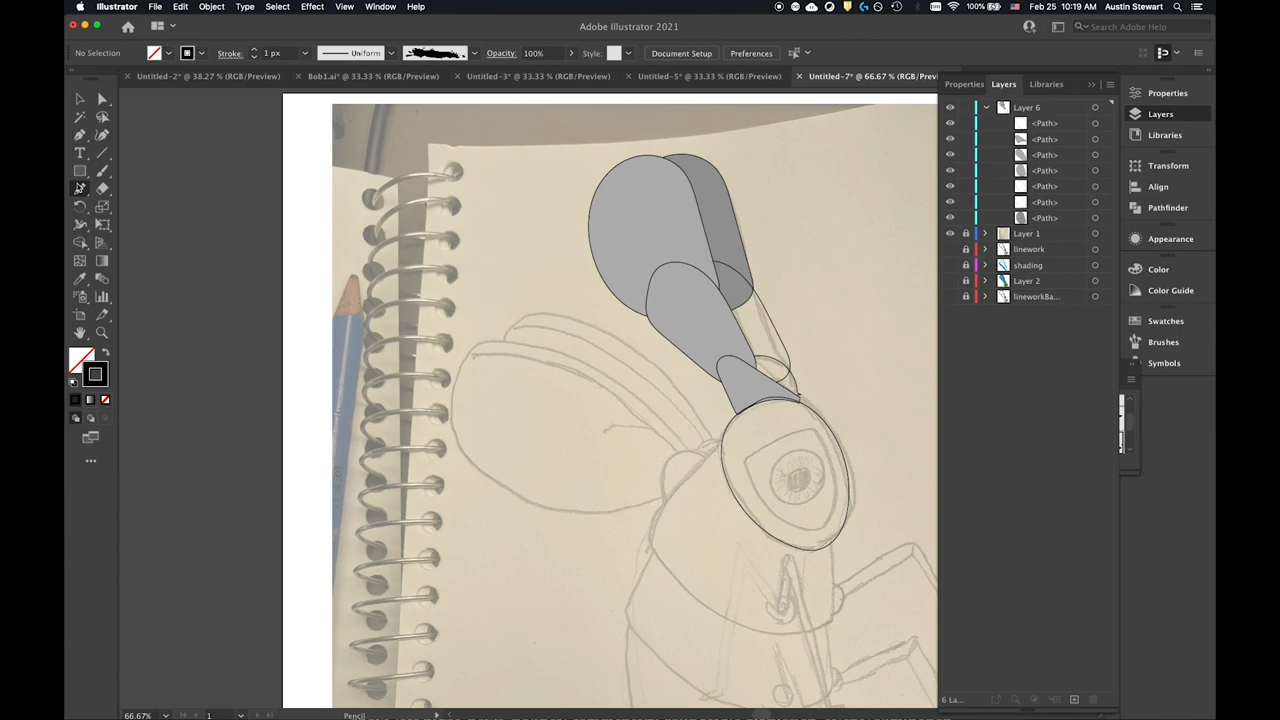 Illustrator File Edit Object Type Select Effect View Window Help 100% Feb 25 10:19 AM Austin Stewart
Adobe Illustrator 2021
Search Adobe Help
No Selection Stroke: 1 px Uniform Opacity: 100% Style: Document Setup Preferences
Untitled-2* @ 38.27 % (RGB/Preview) Bob1.ai* @ 33.33 % (RGB/Preview) Untitled-3* @ 33.33 % (RGB/Preview) Untitled-5* @ 33.33 % (RGB/Preview) Untitled-7* @ 66.67 % (RGB/Previ
Properties Layers Libraries
Layer 6
<Path>
<Path>
<Path>
<Path>
<Path>
<Path>
<Path>
Layer 1
linework
shading
Layer 2
lineworkBa...
Properties
Layers
Libraries
Transform
Align
Pathfinder
Appearance
Color
Color Guide
Swatches
Brushes
Symbols
6 La...
66.67% 1 Pencil